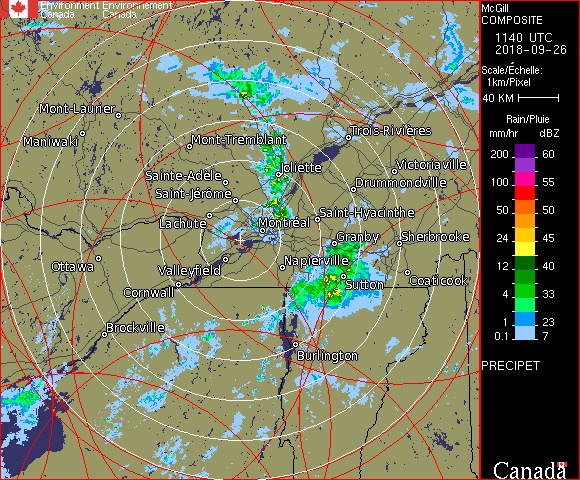 Environment Environnement
Canada Canada
Mont-Laurier
Maniwaki
Mont-Tremblant
Trois-Rivières
Joliette
Victoriaville
Sainte-Adèle
Drummondville
Saint-Jérôme
Saint-Hyacinthe
Lachute
Montréal
Granby
Sherbrooke
Ottawa
Valleyfield
Napierville
Coaticook
Cornwall
Sutton
Brockville
Burlington
McGill
COMPOSITE
1140 UTC
2018-09-26
Scale/Échelle:
1km/Pixel
40 KM
Rain/Pluie
mm/hr dBZ
200 60
100 55
50 50
24 45
12 40
4 33
1 23
0.1 7
PRECIPET
Canada